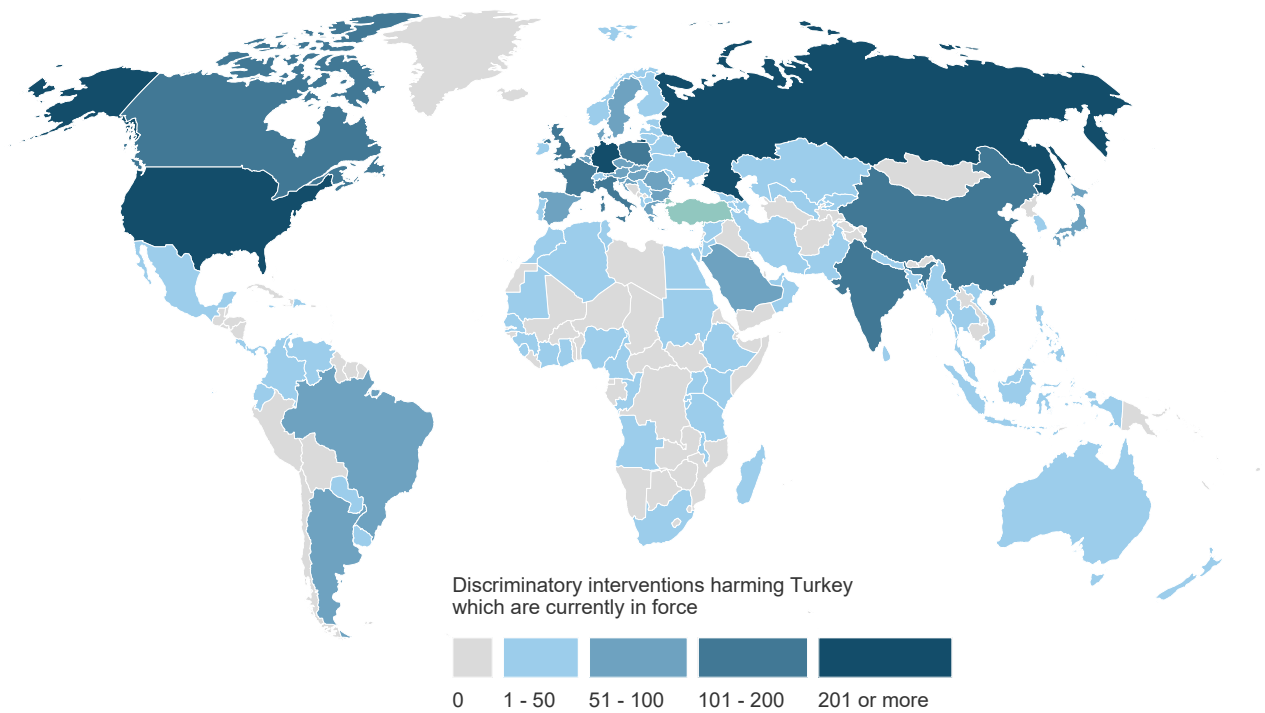 Discriminatory interventions harming Turkey
which are currently in force
0
1 - 50
51 - 100
101 - 200
201 or more